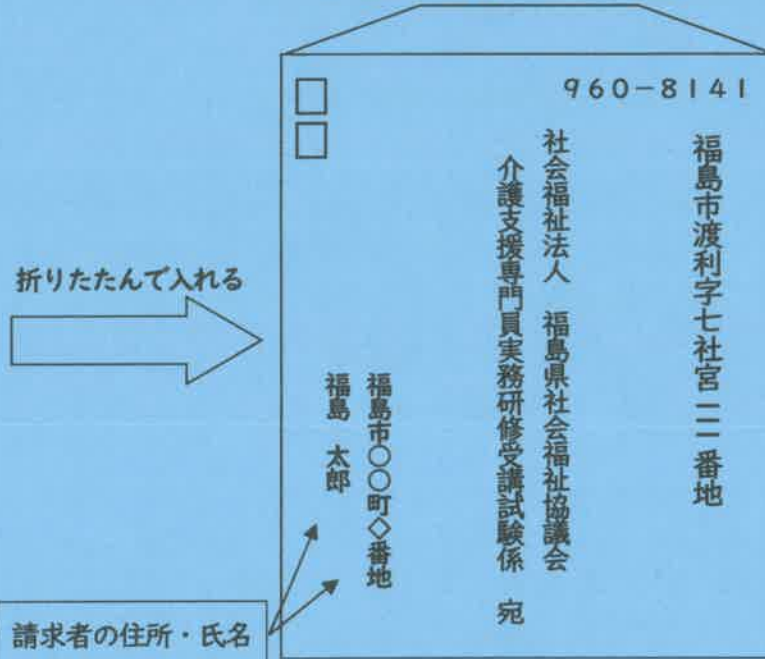 960-8141
福島市渡利字七社宮一一一番地
社会福祉法人　福島県社会福祉協議会
介護支援専門員実務研修受講試験係　宛
福島市〇〇町◇番地
福島　太郎
折りたたんで入れる
請求者の住所・氏名